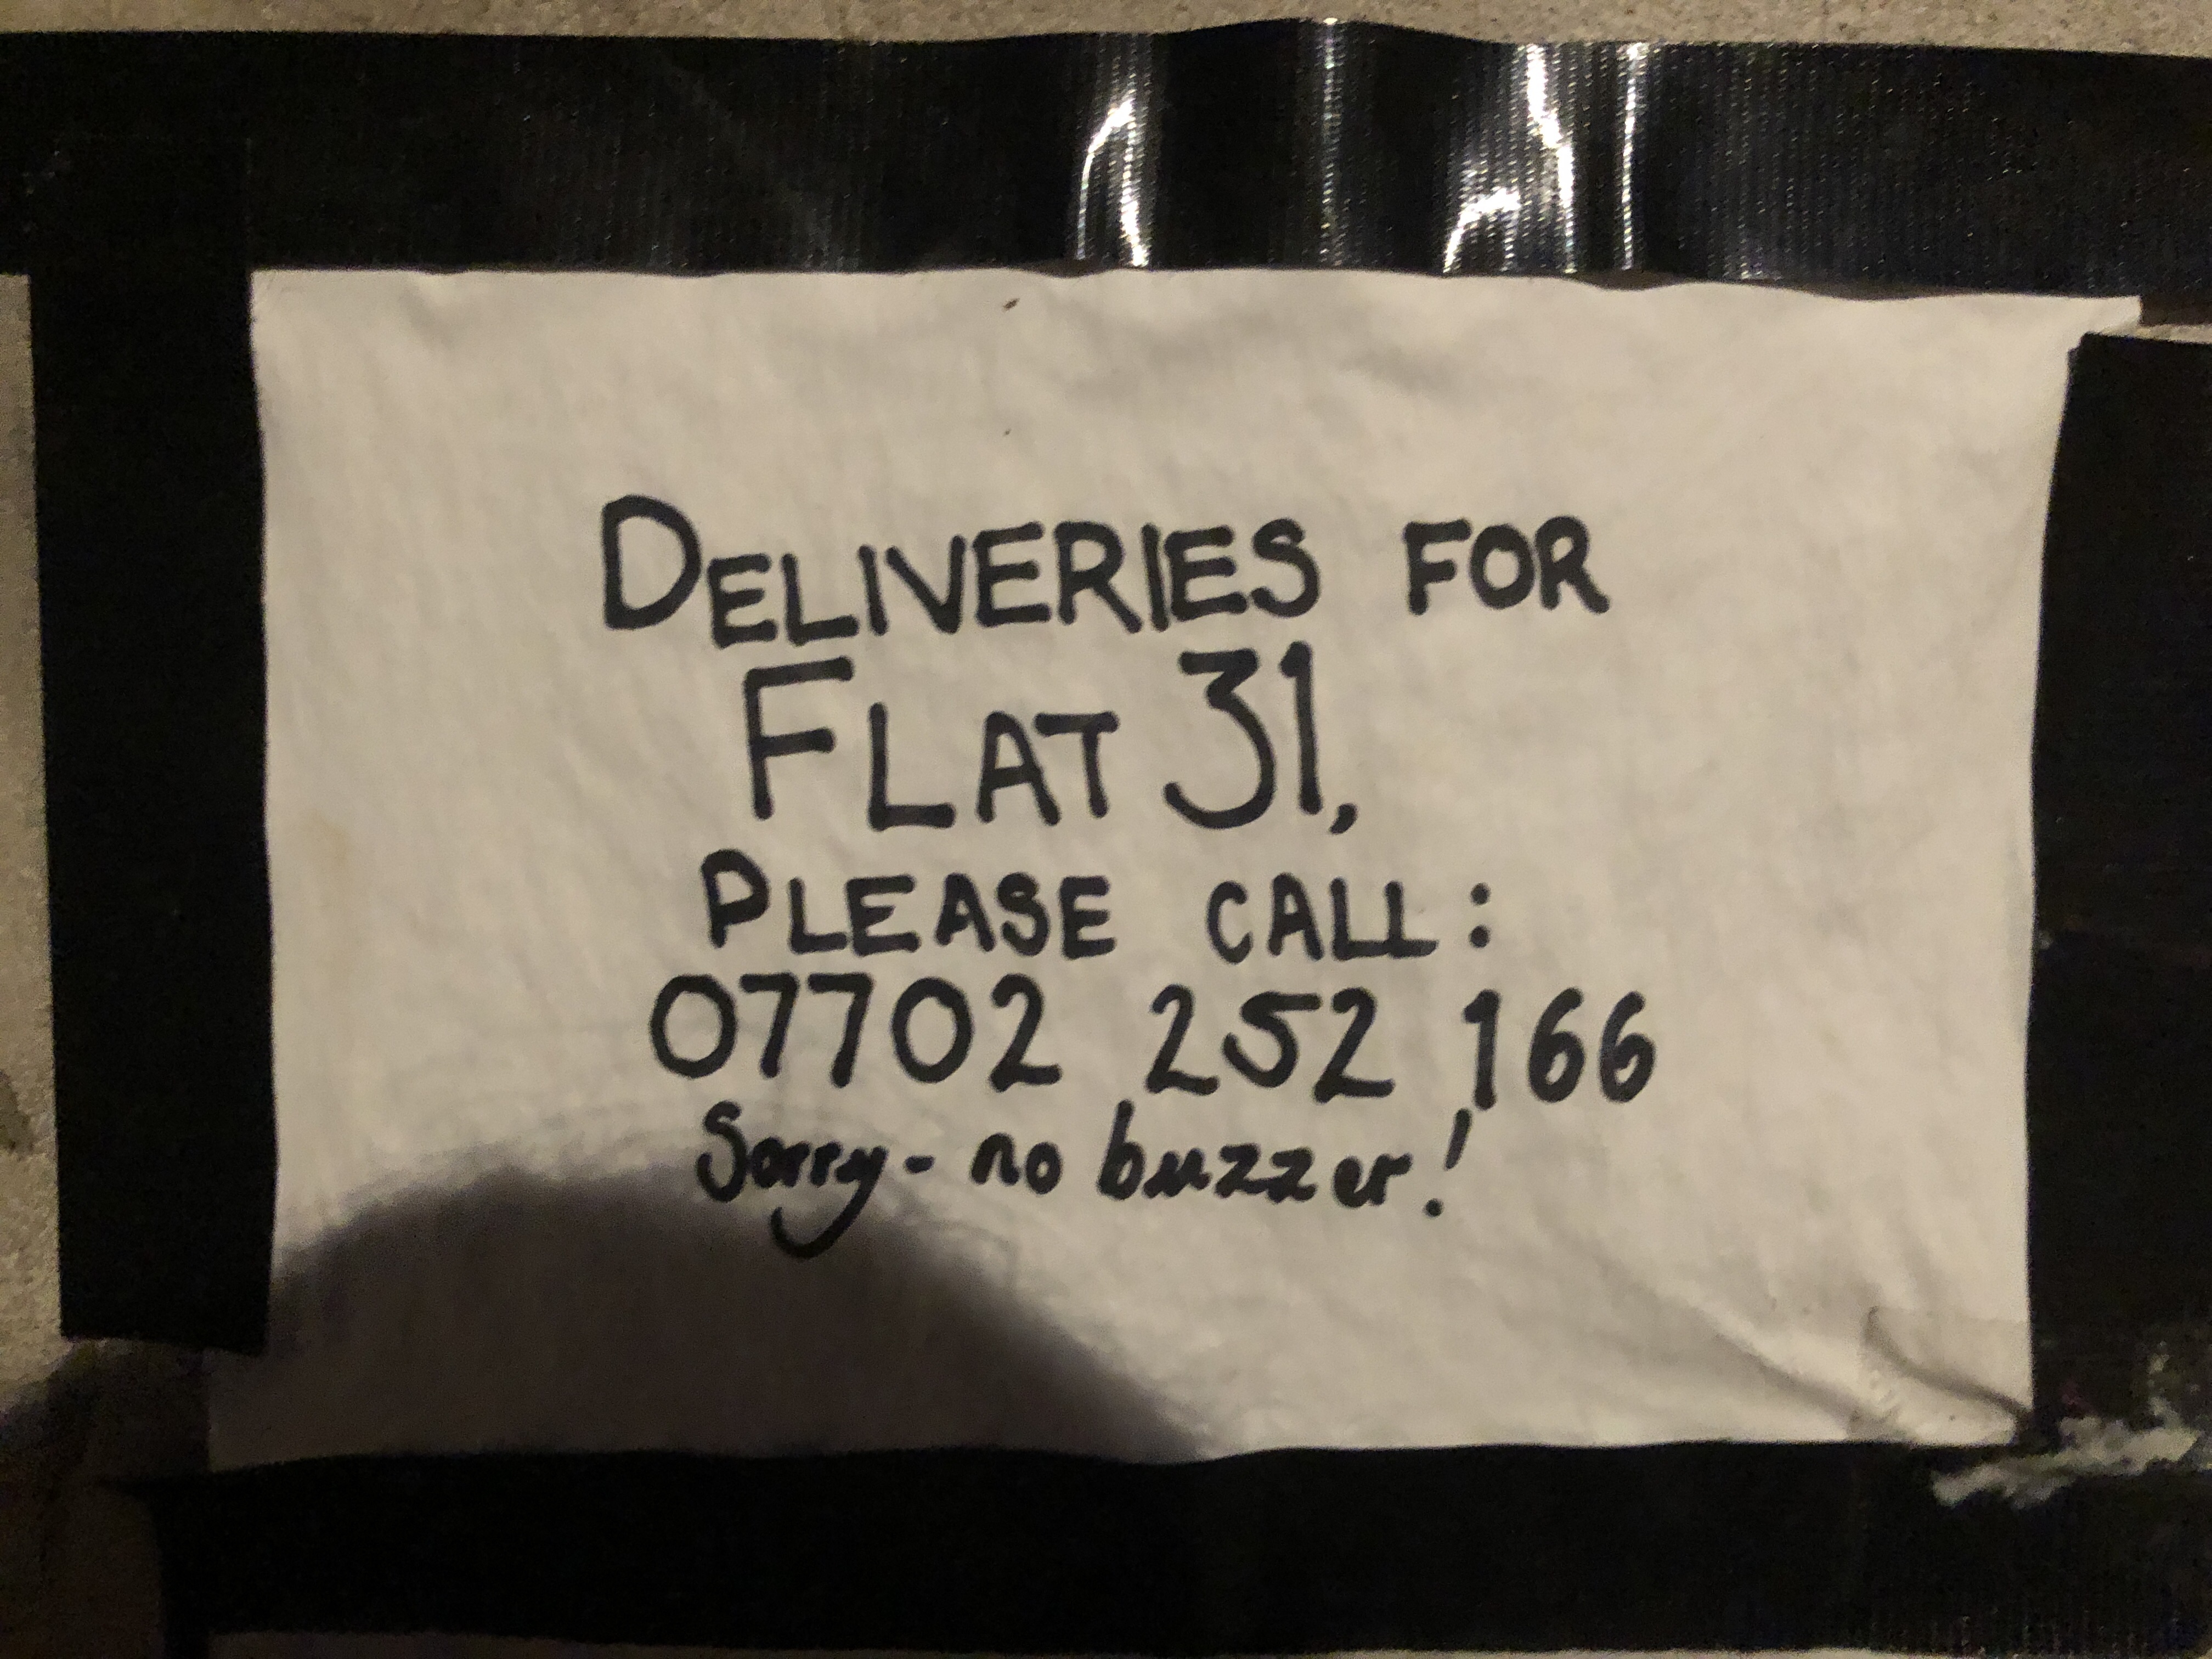 DELIVERIES FOR
FLAT 31,
PLEASE CALL:
07702 252 166
Sorry - no buzzer!